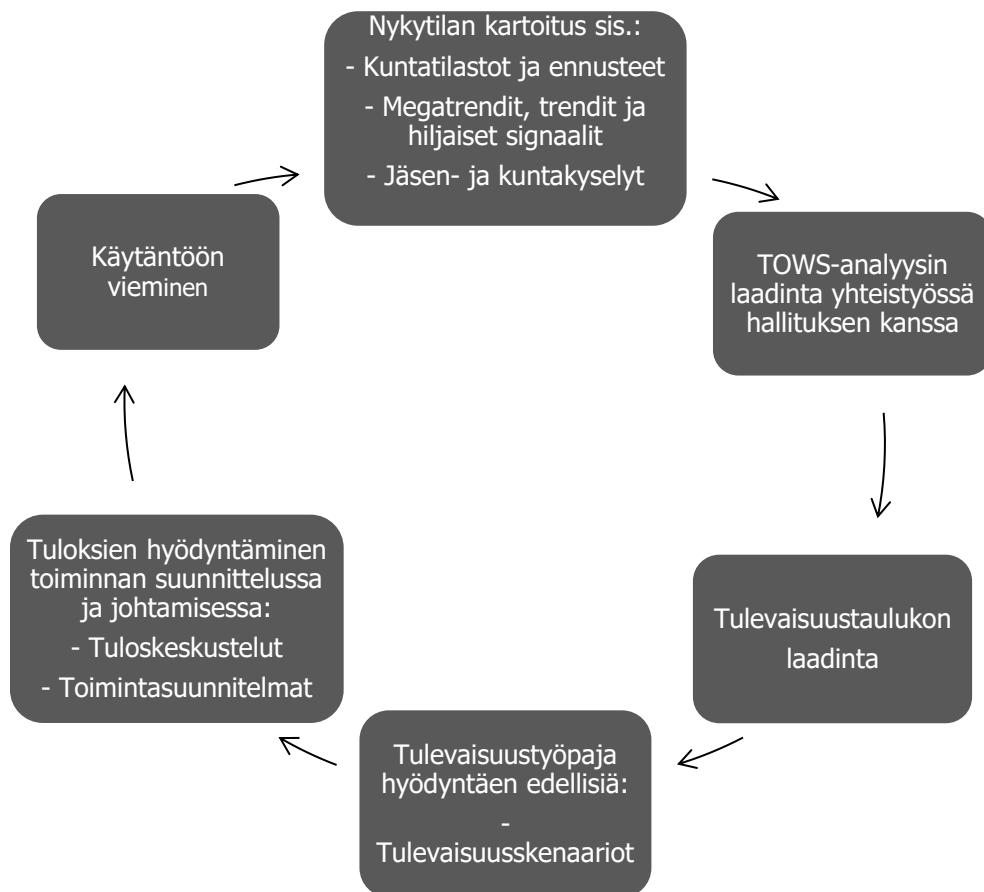 Nykytilan kartoitus sis.:
- Kuntatilastot ja ennusteet
- Megatrendit, trendit ja
hiljaiset signaalit
- Jäsen- ja kuntakyselyt
TOWS-analyysin
laadinta yhteistyössä
hallituksen kanssa
Tulevaisuustaulukon
laadinta
Tulevaisuustyöpaja
hyödyntäen edellisiä:
-
Tulevaisuusskenaariot
Tuloksien hyödyntäminen
toiminnan suunnittelussa
ja johtamisessa:
- Tuloskeskustelut
- Toimintasuunnitelmat
Käytäntöön
vieminen